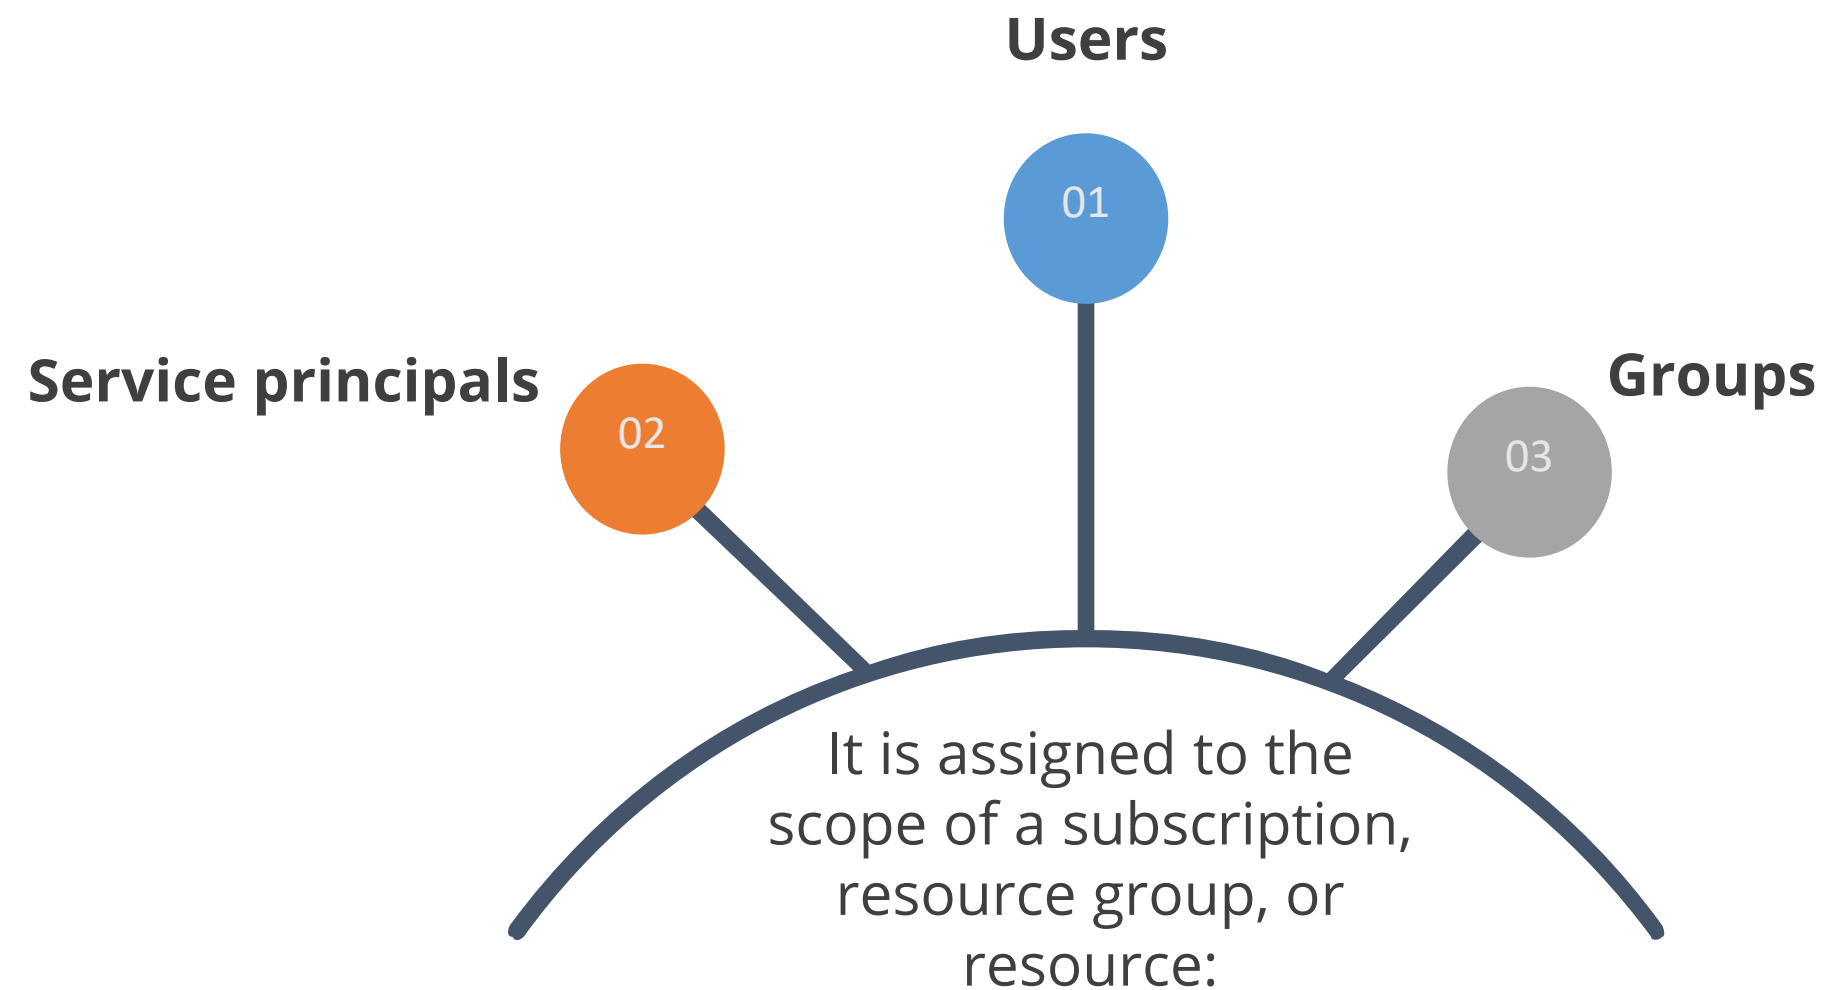 Users
01
Service principals
02
Groups
03
It is assigned to the
scope of a subscription,
resource group, or
resource: